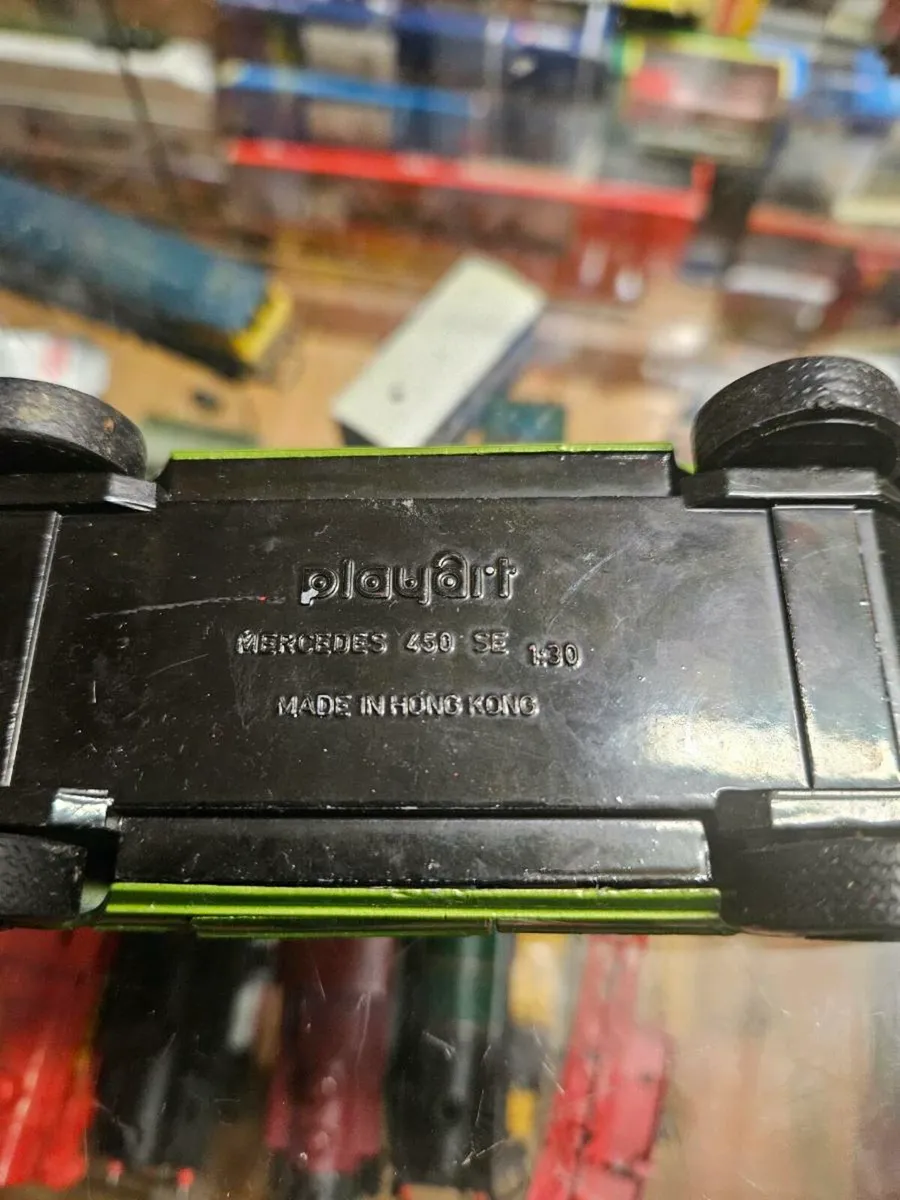 playart
MERCEDES 450 SE 1:30
MADE IN HONG KONG